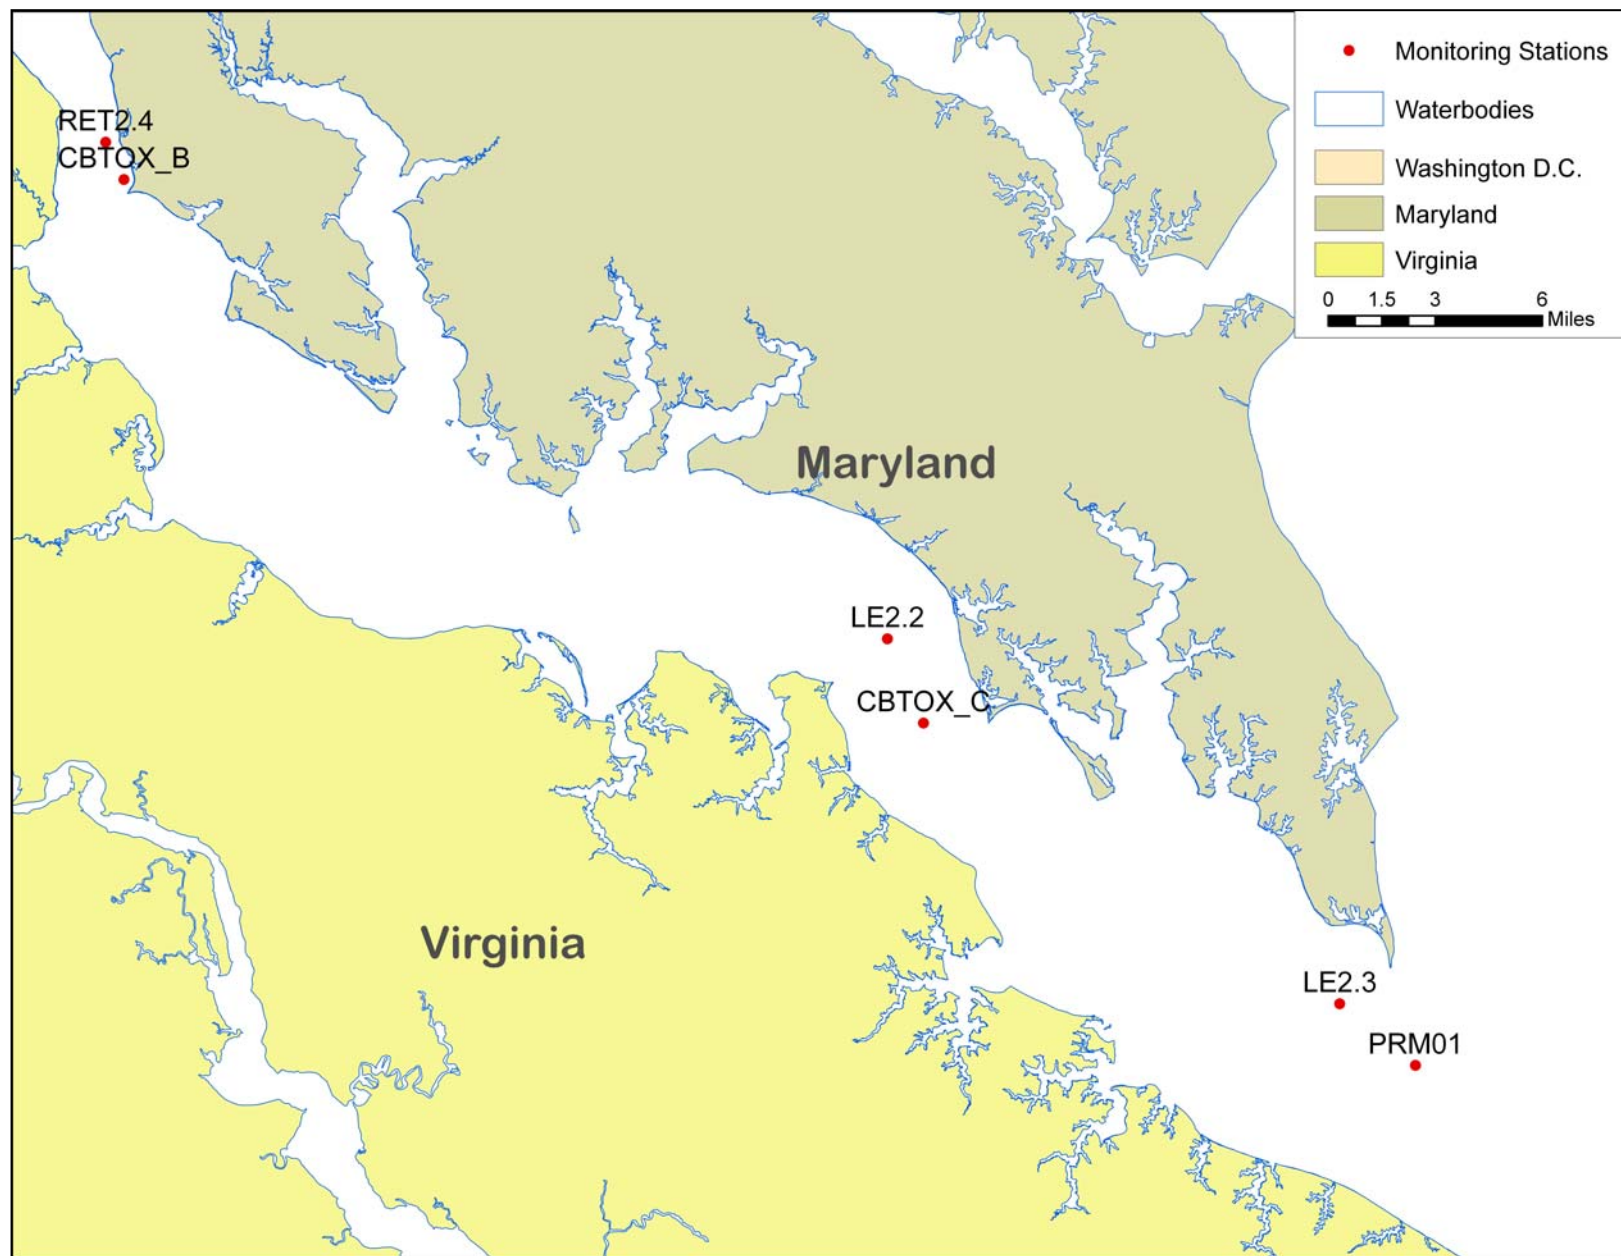 Monitoring Stations
Waterbodies
Washington D.C.
Maryland
Virginia
0 1.5 3 6
Miles
RET2.4
CBTOX_B
Maryland
LE2.2
CBTOX_C
Virginia
LE2.3
PRM01